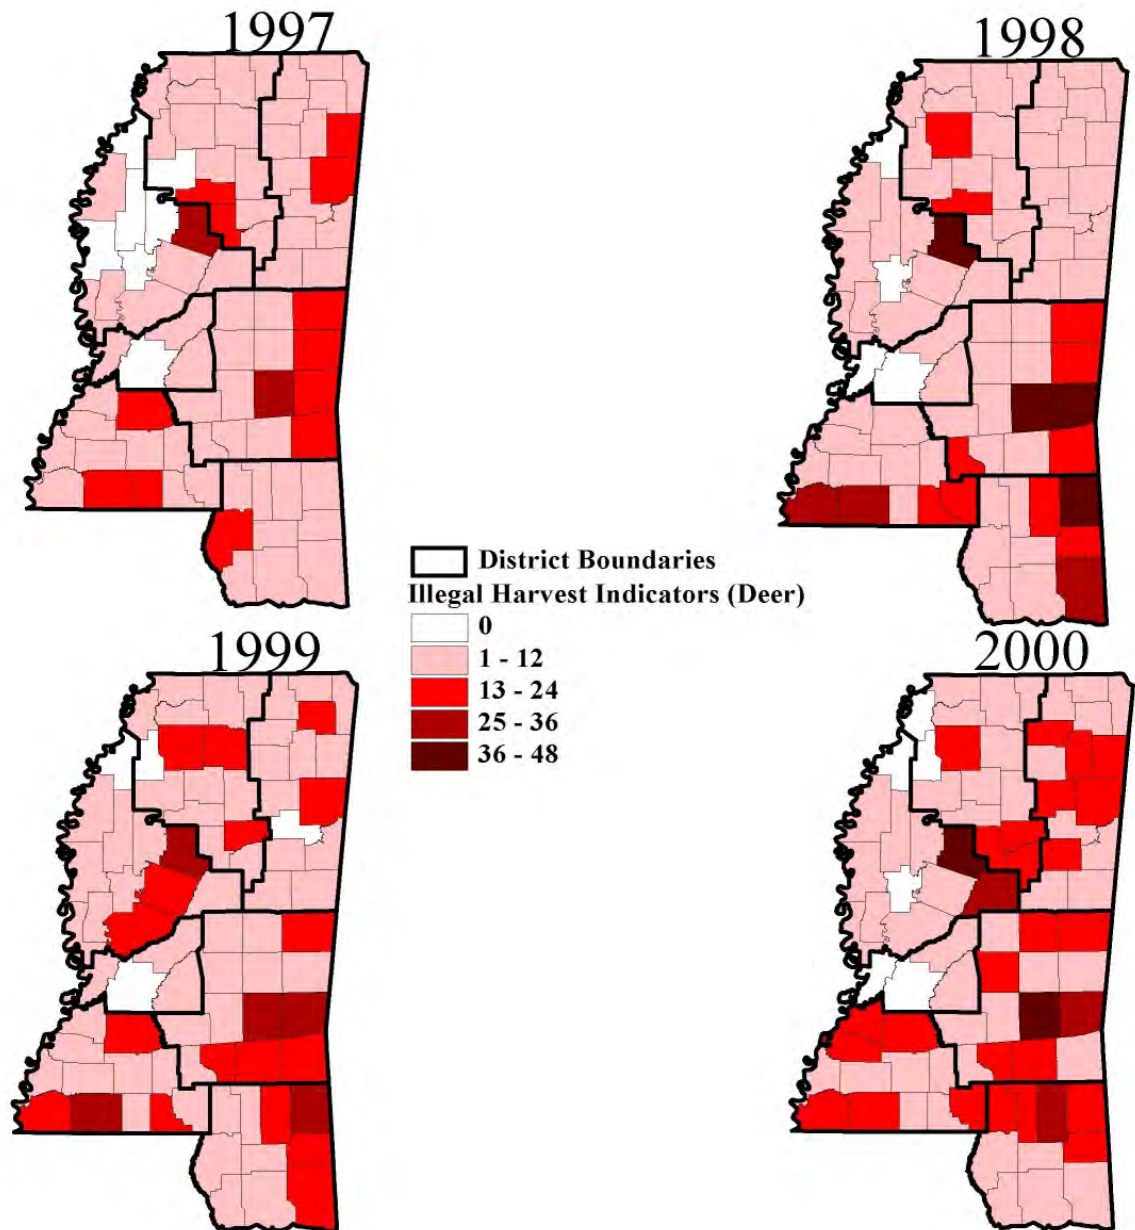 1997
1998
District Boundaries
Illegal Harvest Indicators (Deer)
0
1 - 12
13 - 24
25 - 36
36 - 48
1999
2000